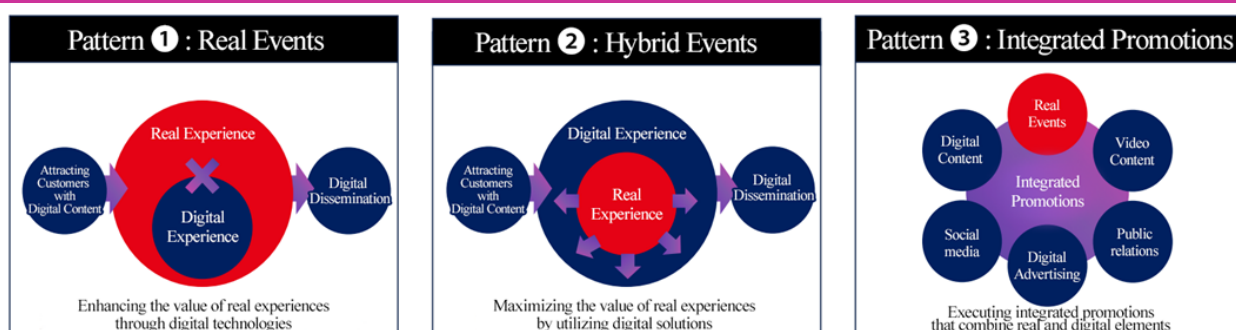 Pattern ❶ : Real Events
Real Experience
Attracting
Customers
with
Digital Content
Digital
Experience
Digital
Dissemination
Enhancing the value of real experiences
through digital technologies
Pattern ❷ : Hybrid Events
Digital Experience
Attracting
Customers
with
Digital Content
Real
Experience
Digital
Dissemination
Maximizing the value of real experiences
by utilizing digital solutions
Pattern ❸ : Integrated Promotions
Real
Events
Digital
Content
Video
Content
Integrated
Promotions
Social
media
Public
relations
Digital
Advertising
Executing integrated promotions
that combine real and digital elements